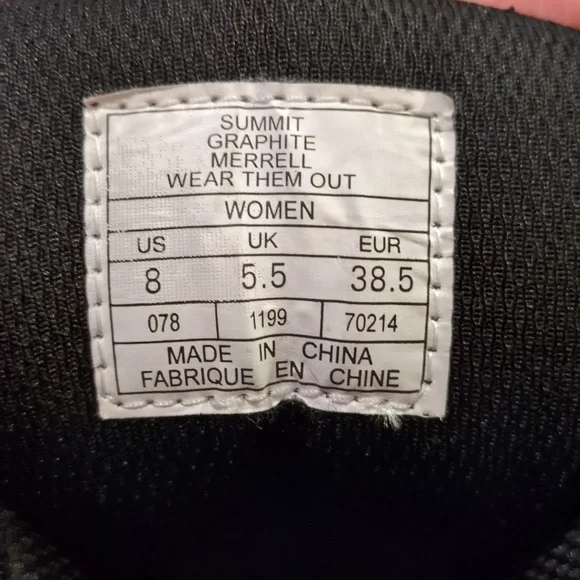 SUMMIT
GRAPHITE
MERRELL
WEAR THEM OUT
WOMEN
US UK EUR
8 5.5 38.5
078 1199 70214
MADE IN CHINA
FABRIQUE EN CHINE